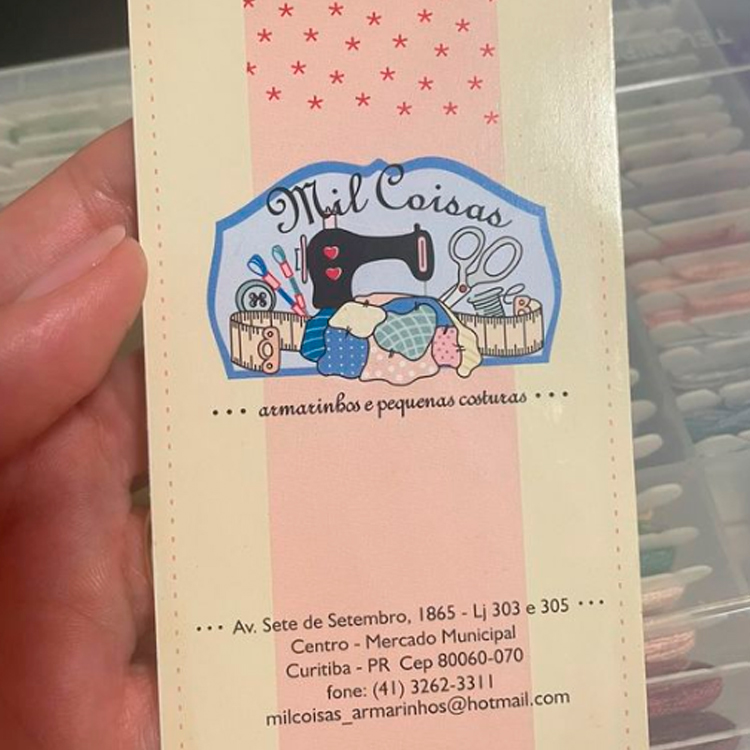 Mil Coisas
••• armarinhos e pequenas costuras •••
••• Av. Sete de Setembro, 1865 - Lj 303 e 305 •••
Centro - Mercado Municipal
Curitiba - PR Cep 80060-070
fone: (41) 3262-3311
milcoisas_armarinhos@hotmail.com